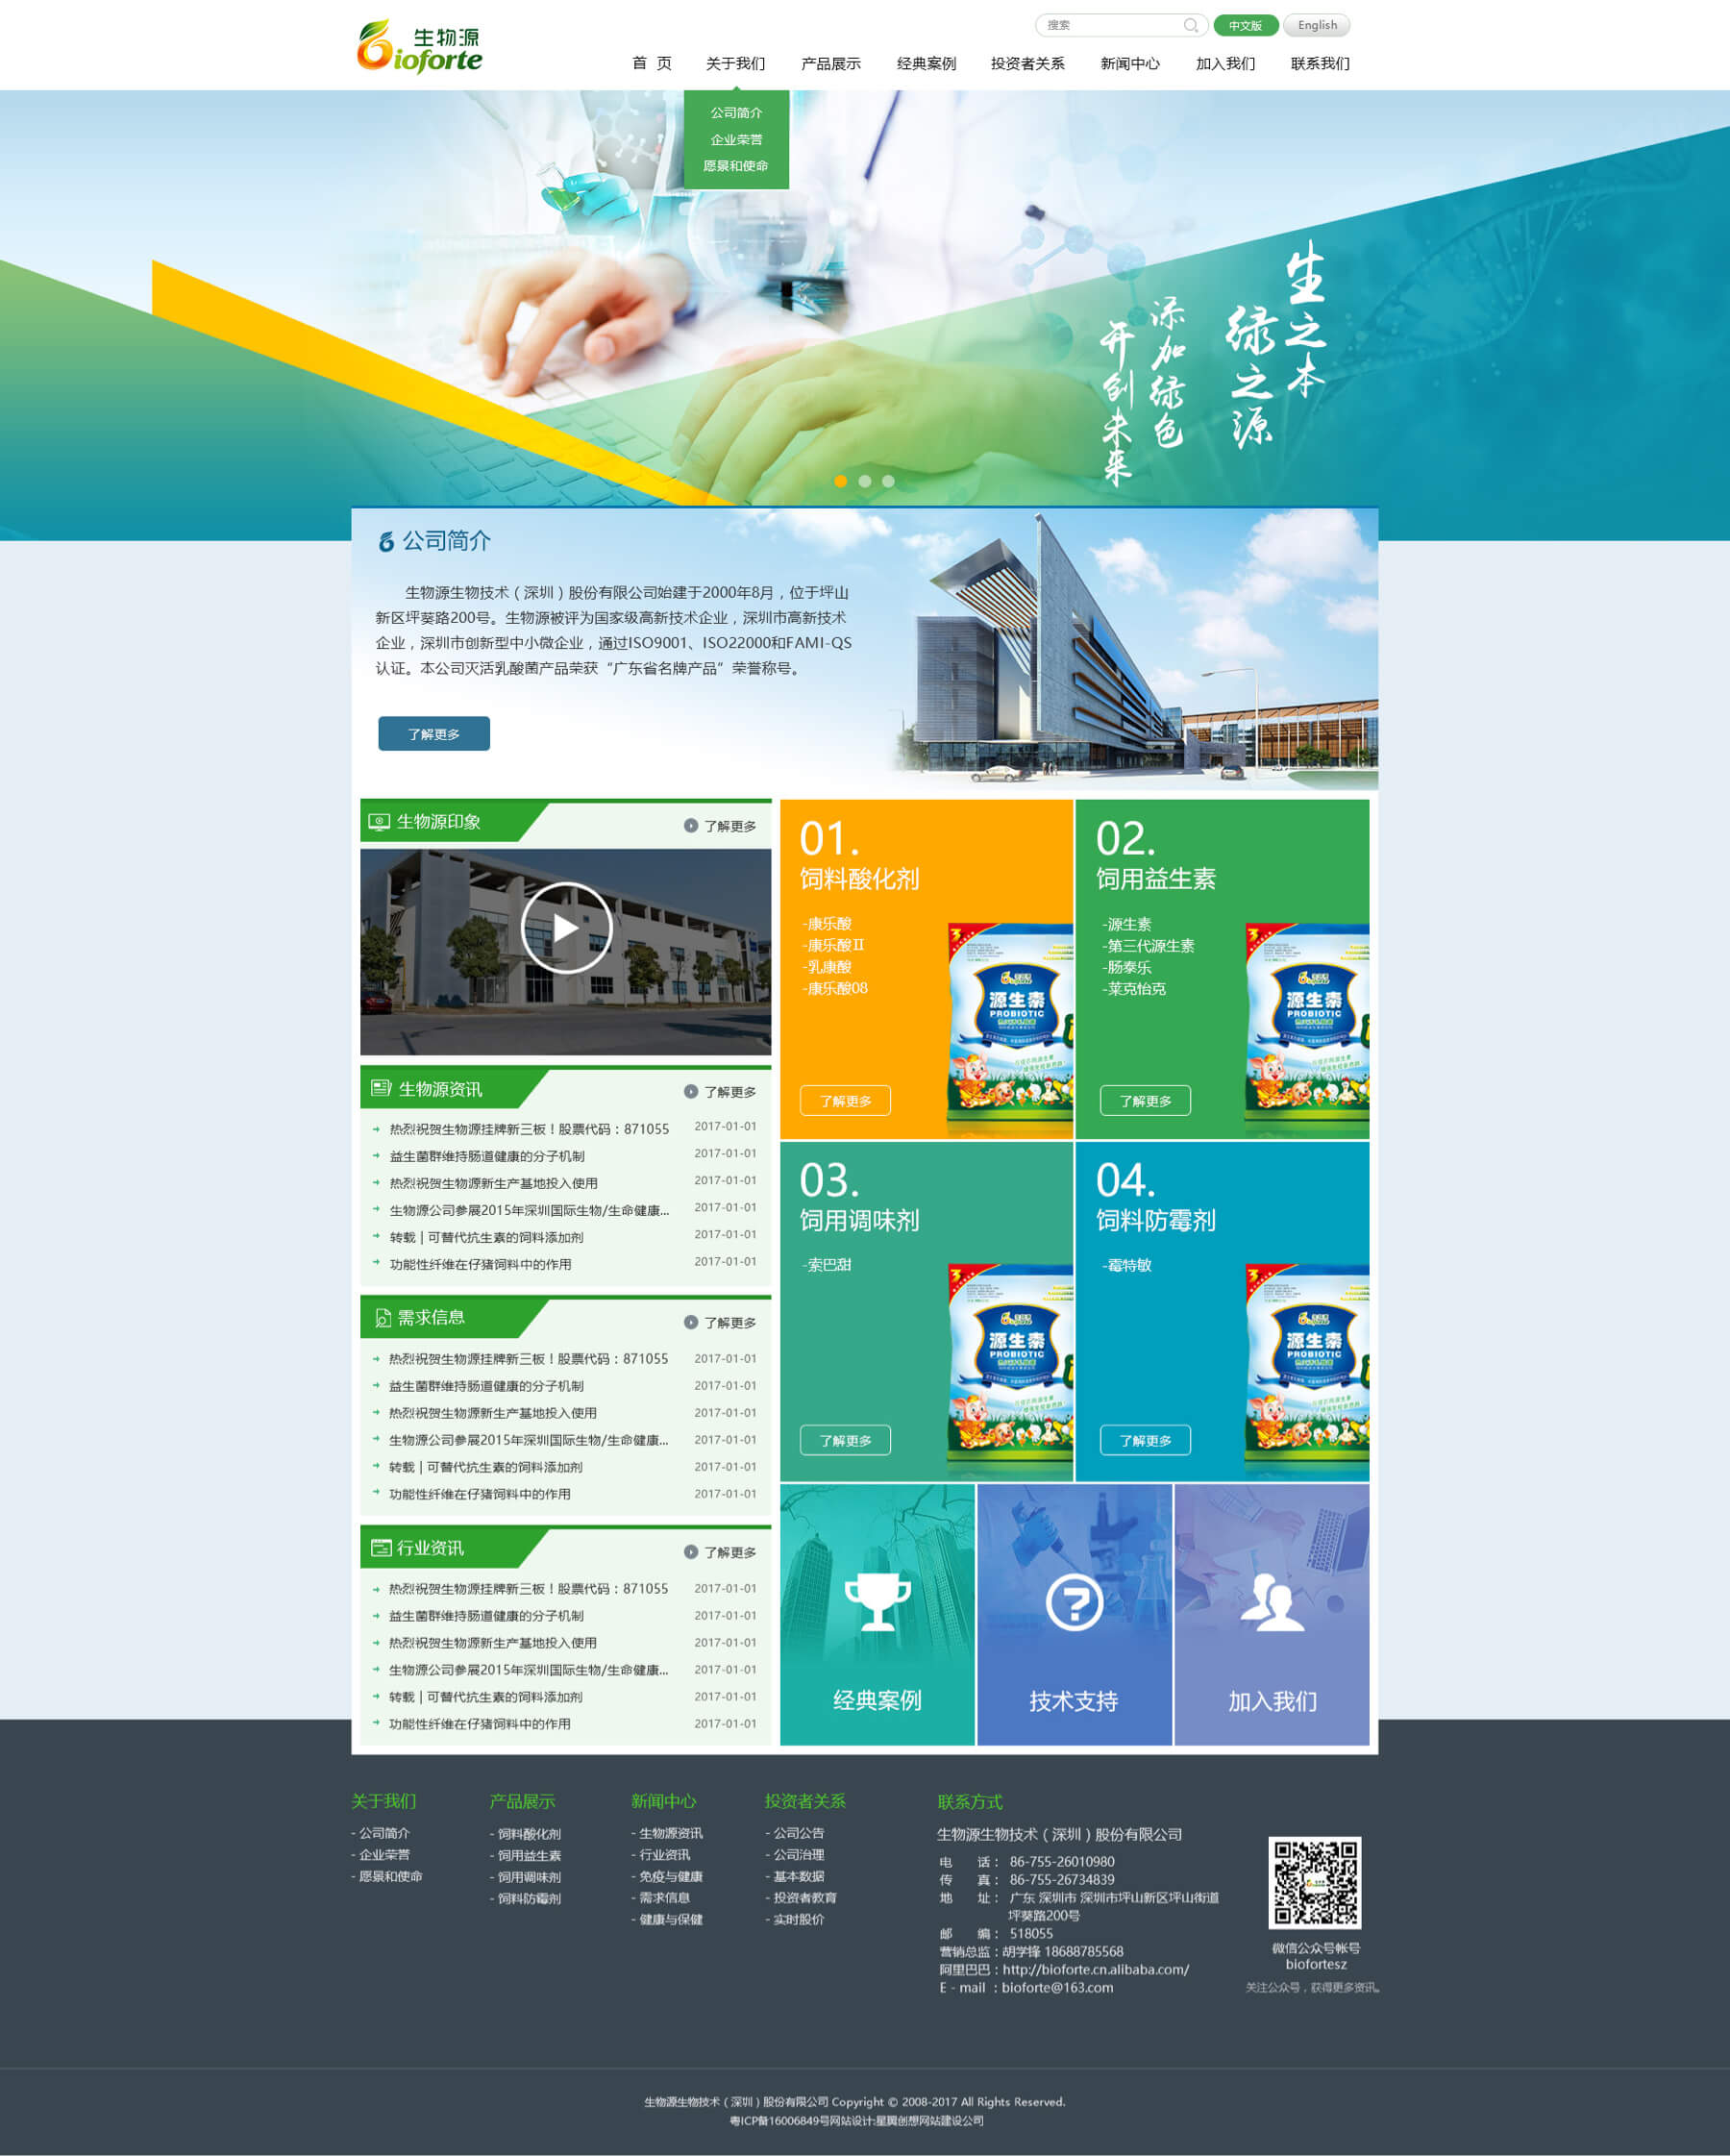 生物源
Bioforte
搜索
中文版
English
首 页
关于我们
产品展示
经典案例
投资者关系
新闻中心
加入我们
联系我们
公司简介
企业荣誉
愿景和使命
生之本
绿之源
添加绿色
开创未来
公司简介
生物源生物技术（深圳）股份有限公司始建于2000年8月，位于坪山
新区坪葵路200号。生物源被评为国家级高新技术企业，深圳市高新技术
企业，深圳市创新型中小微企业，通过ISO9001、ISO22000和FAMI-QS
认证。本公司灭活乳酸菌产品荣获“广东省名牌产品”荣誉称号。
了解更多
生物源印象
了解更多
生物源资讯
了解更多
热烈祝贺生物源挂牌新三板！股票代码：871055 2017-01-01
益生菌群维持肠道健康的分子机制 2017-01-01
热烈祝贺生物源新生产基地投入使用 2017-01-01
生物源公司参展2015年深圳国际生物/生命健康... 2017-01-01
转载 | 可替代抗生素的饲料添加剂 2017-01-01
功能性纤维在仔猪饲料中的作用 2017-01-01
需求信息
了解更多
热烈祝贺生物源挂牌新三板！股票代码：871055 2017-01-01
益生菌群维持肠道健康的分子机制 2017-01-01
热烈祝贺生物源新生产基地投入使用 2017-01-01
生物源公司参展2015年深圳国际生物/生命健康... 2017-01-01
转载 | 可替代抗生素的饲料添加剂 2017-01-01
功能性纤维在仔猪饲料中的作用 2017-01-01
行业资讯
了解更多
热烈祝贺生物源挂牌新三板！股票代码：871055 2017-01-01
益生菌群维持肠道健康的分子机制 2017-01-01
热烈祝贺生物源新生产基地投入使用 2017-01-01
生物源公司参展2015年深圳国际生物/生命健康... 2017-01-01
转载 | 可替代抗生素的饲料添加剂 2017-01-01
功能性纤维在仔猪饲料中的作用 2017-01-01
01.
饲料酸化剂
-康乐酸
-康乐酸Ⅱ
-乳康酸
-康乐酸08
了解更多
源生素
PROBIOTIC
02.
饲用益生素
-源生素
-第三代源生素
-肠泰乐
-莱克怡克
了解更多
源生素
PROBIOTIC
03.
饲用调味剂
-索巴甜
了解更多
Bioforte
源生素
PROBIOTIC
04.
饲料防霉剂
-霉特敏
了解更多
Bioforte
源生素
PROBIOTIC
经典案例
技术支持
加入我们
关于我们
- 公司简介
- 企业荣誉
- 愿景和使命
产品展示
- 饲料酸化剂
- 饲用益生素
- 饲用调味剂
- 饲料防霉剂
新闻中心
- 生物源资讯
- 行业资讯
- 免疫与健康
- 需求信息
- 健康与保健
投资者关系
- 公司公告
- 公司治理
- 基本数据
- 投资者教育
- 实时股价
联系方式
生物源生物技术（深圳）股份有限公司
电 话： 86-755-26010980
传 真： 86-755-26734839
地 址： 广东 深圳市 深圳市坪山新区坪山街道
坪葵路200号
邮 编： 518055
营销总监：胡学锋 18688785568
阿里巴巴：http://bioforte.cn.alibaba.com/
E - mail ：bioforte@163.com
微信公众号帐号
biofortesz
关注公众号，获得更多资讯。
生物源生物技术（深圳）股份有限公司 Copyright © 2008-2017 All Rights Reserved.
粤ICP备16006849号网站设计:星翼创想网站建设公司